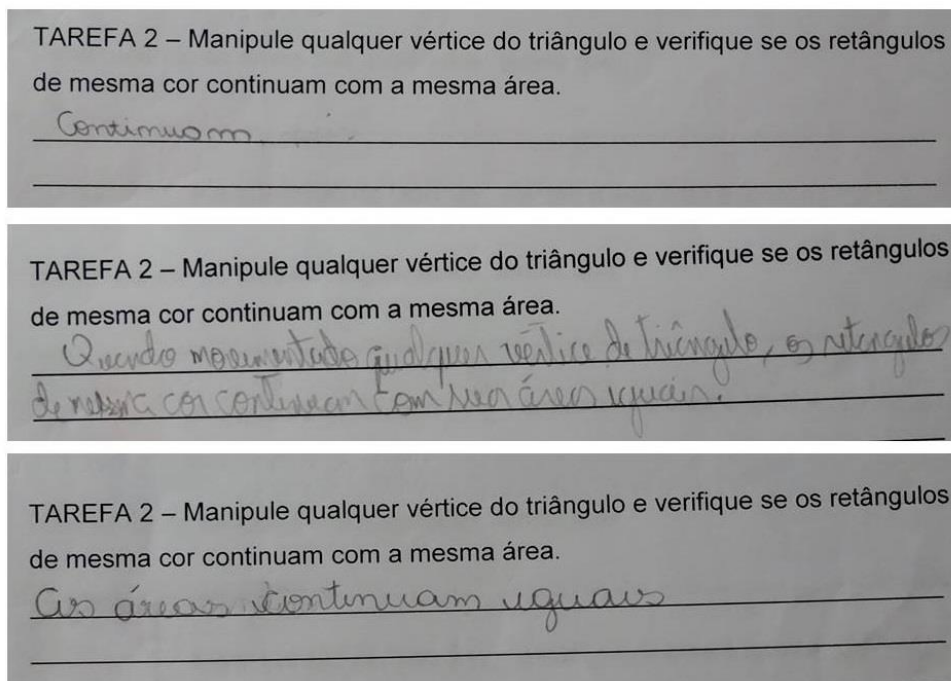 TAREFA 2 – Manipule qualquer vértice do triângulo e verifique se os retângulos
de mesma cor continuam com a mesma área.
Continuam
TAREFA 2 – Manipule qualquer vértice do triângulo e verifique se os retângulos
de mesma cor continuam com a mesma área.
Quando movimentado qualquer vértice do triângulo, os retangulos
de mesma cor continuam com sua áreas iguais.
TAREFA 2 – Manipule qualquer vértice do triângulo e verifique se os retângulos
de mesma cor continuam com a mesma área.
As áreas continuam iguais